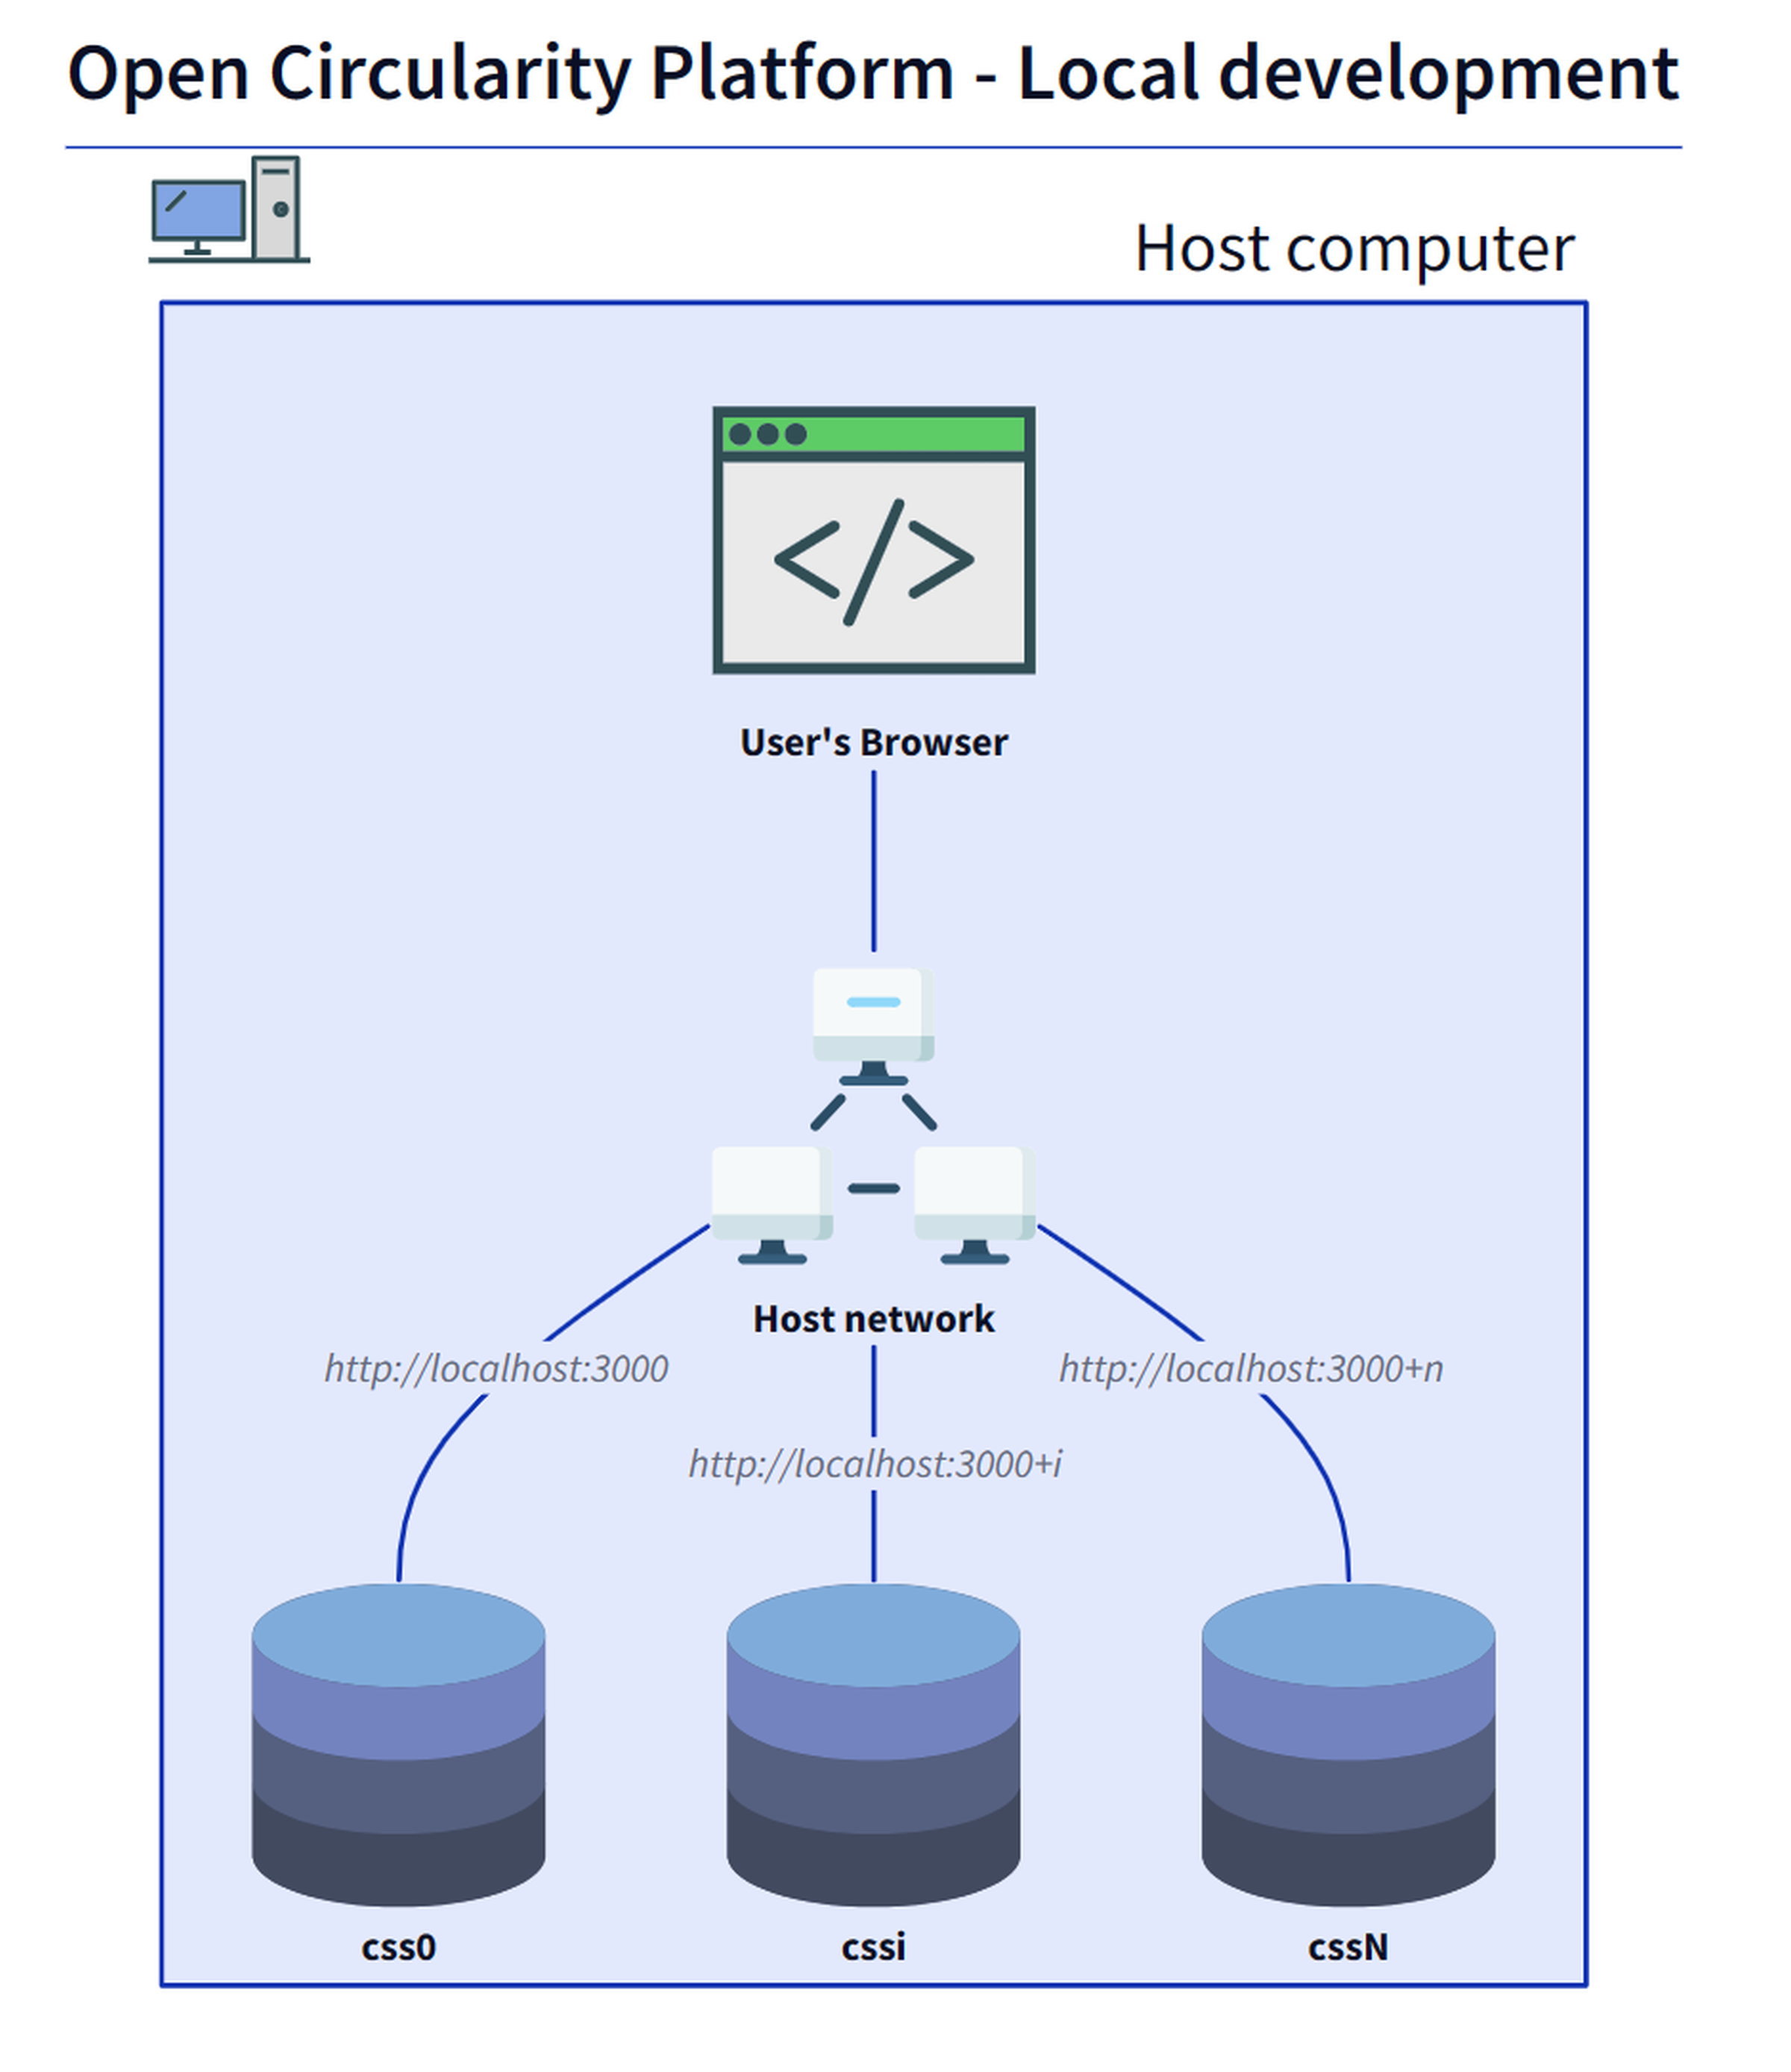 Open Circularity Platform - Local development
Host computer
</>
User's Browser
Host network
http://localhost:3000
http://localhost:3000+n
http://localhost:3000+i
css0
cssi
cssN